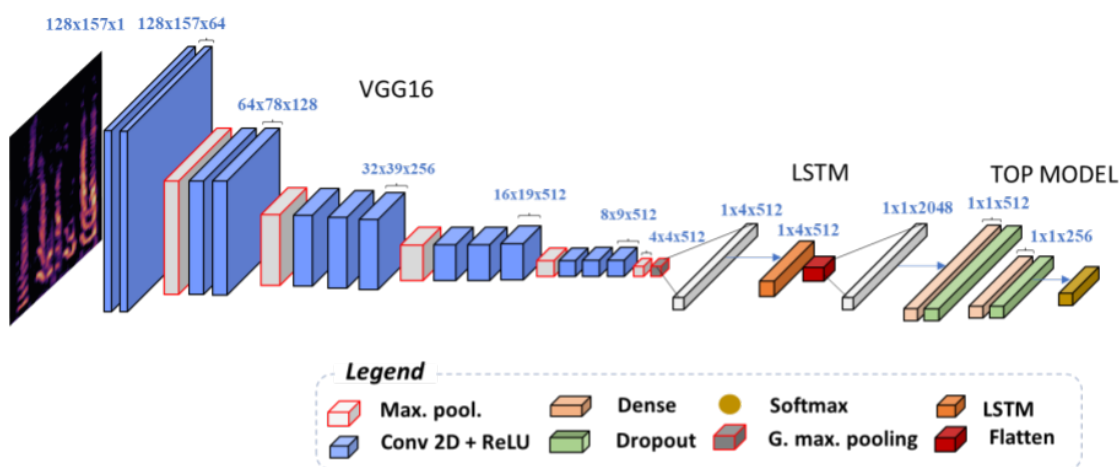 128x157x1
128x157x64
VGG16
64x78x128
32x39x256
16x19x512
8x9x512
4x4x512
LSTM
1x4x512
1x4x512
1x1x2048
TOP MODEL
1x1x512
1x1x256
Legend
Max. pool.
Dense
Softmax
LSTM
Conv 2D + ReLU
Dropout
G. max. pooling
Flatten